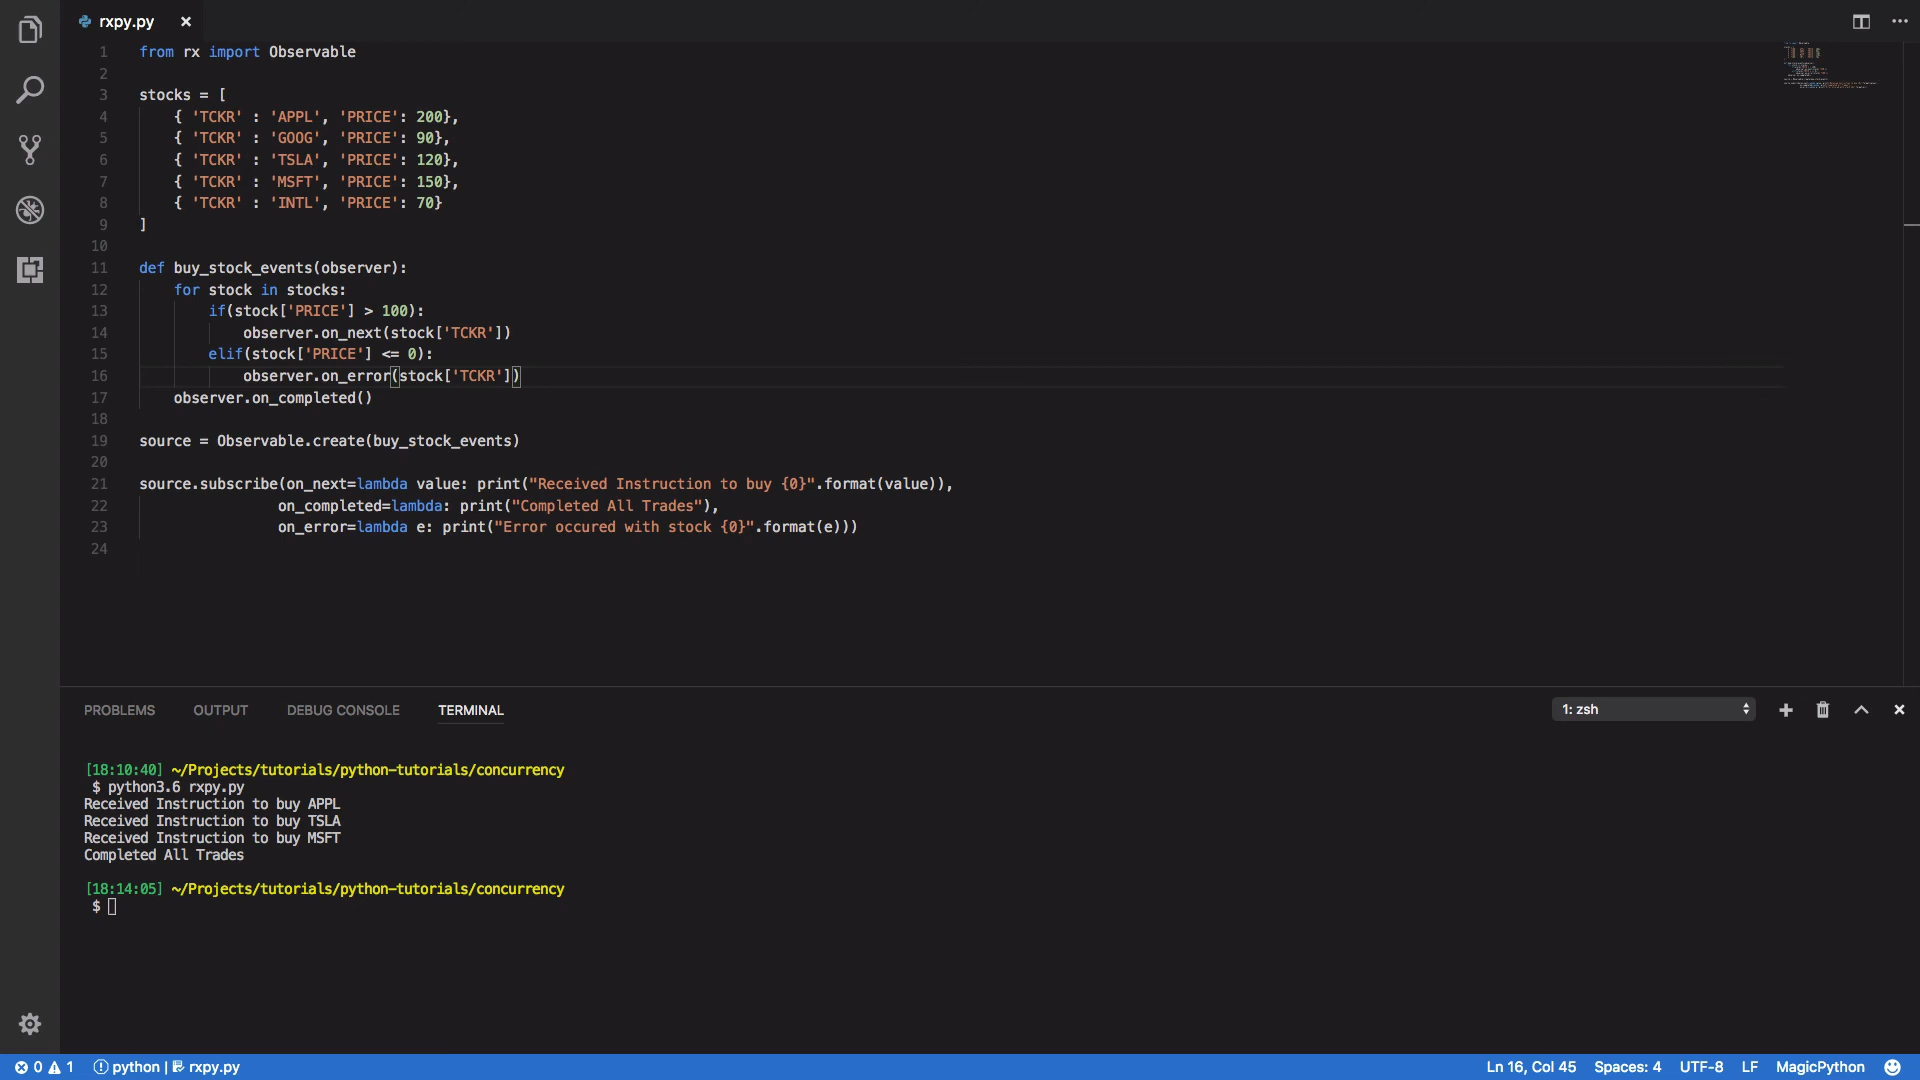 rxpy.py
1 from rx import Observable
2
3 stocks = [
4 { 'TCKR' : 'APPL', 'PRICE': 200},
5 { 'TCKR' : 'GOOG', 'PRICE': 90},
6 { 'TCKR' : 'TSLA', 'PRICE': 120},
7 { 'TCKR' : 'MSFT', 'PRICE': 150},
8 { 'TCKR' : 'INTL', 'PRICE': 70}
9 ]
10
11 def buy_stock_events(observer):
12 for stock in stocks:
13 if(stock['PRICE'] > 100):
14 observer.on_next(stock['TCKR'])
15 elif(stock['PRICE'] <= 0):
16 observer.on_error(stock['TCKR'])
17 observer.on_completed()
18
19 source = Observable.create(buy_stock_events)
20
21 source.subscribe(on_next=lambda value: print("Received Instruction to buy {0}".format(value)),
22 on_completed=lambda: print("Completed All Trades"),
23 on_error=lambda e: print("Error occured with stock {0}".format(e)))
24
PROBLEMS OUTPUT DEBUG CONSOLE TERMINAL 1: zsh
[18:10:40] ~/Projects/tutorials/python-tutorials/concurrency
$ python3.6 rxpy.py
Received Instruction to buy APPL
Received Instruction to buy TSLA
Received Instruction to buy MSFT
Completed All Trades
[18:14:05] ~/Projects/tutorials/python-tutorials/concurrency
$
0 1 python | rxpy.py Ln 16, Col 45 Spaces: 4 UTF-8 LF MagicPython